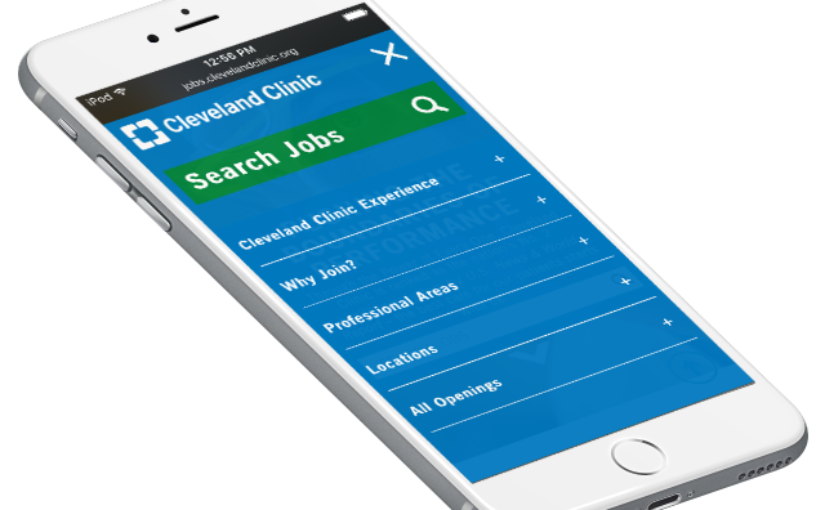 iPod
12:56 PM
jobs.clevelandclinic.org
Cleveland Clinic
Search Jobs
Cleveland Clinic Experience +
Why Join? +
Professional Areas +
Locations +
All Openings +
PERFORMANCE